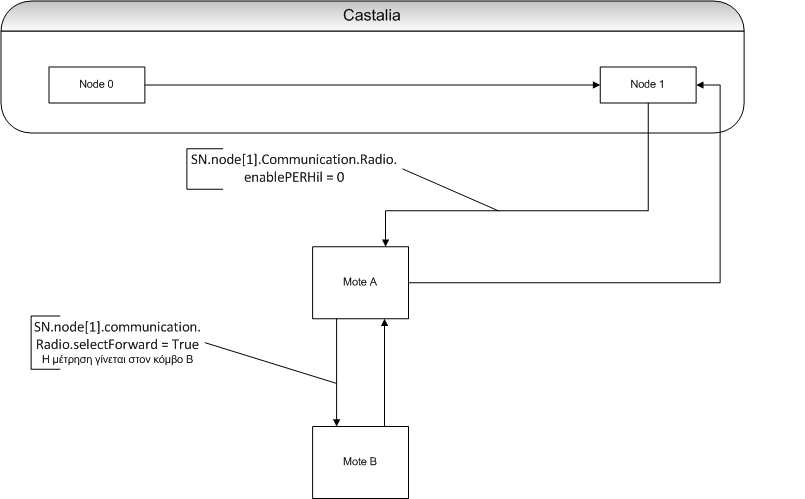 Castalia
Node 0
Node 1
SN.node[1].Communication.Radio.
enablePERHil = 0
Mote A
SN.node[1].communication.
Radio.selectForward = True
Η μέτρηση γίνεται στον κόμβο Β
Mote B